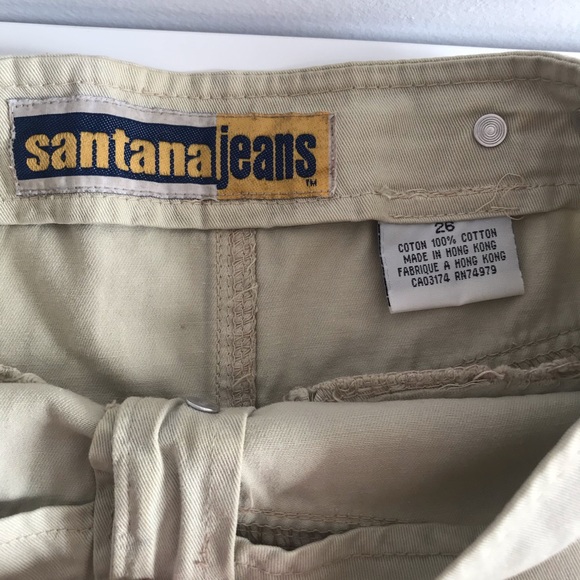 santana jeans
TM
26
COTON 100% COTTON
MADE IN HONG KONG
FABRIQUE A HONG KONG
CA03174 RN74979